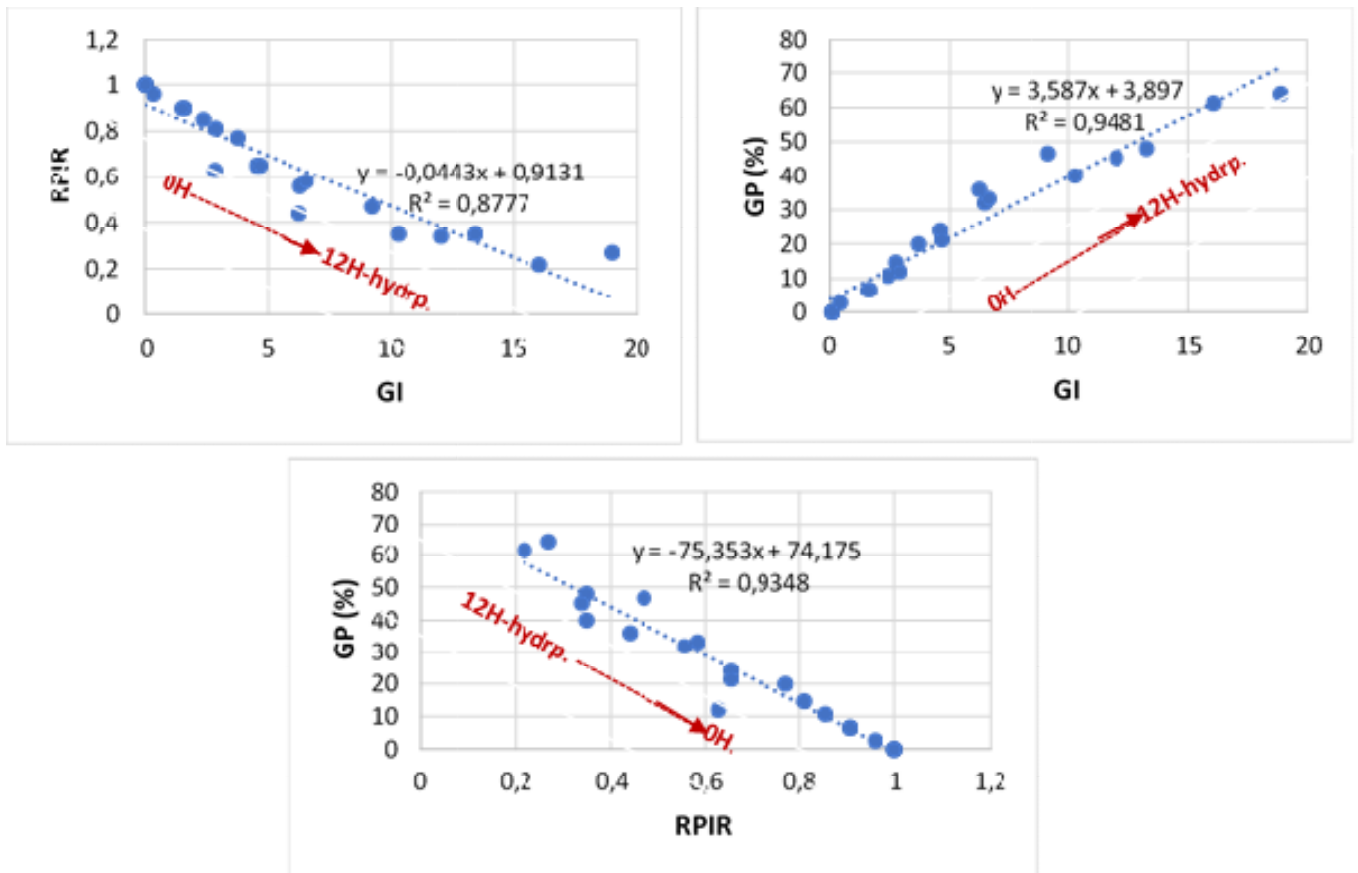 1,2
1
0,8
0,6
0,4
0,2
0
RPIR
y = -0,0443x + 0,9131
R² = 0,8777
0H
12H-hydrp.
0 5 10 15 20
GI
80
70
60
50
40
30
20
10
0
GP (%)
y = 3,587x + 3,897
R² = 0,9481
12H-hydrp.
0H
0 5 10 15 20
GI
80
70
60
50
40
30
20
10
0
GP (%)
y = -75,353x + 74,175
R² = 0,9348
12H-hydrp.
0H.
0 0,2 0,4 0,6 0,8 1 1,2
RPIR